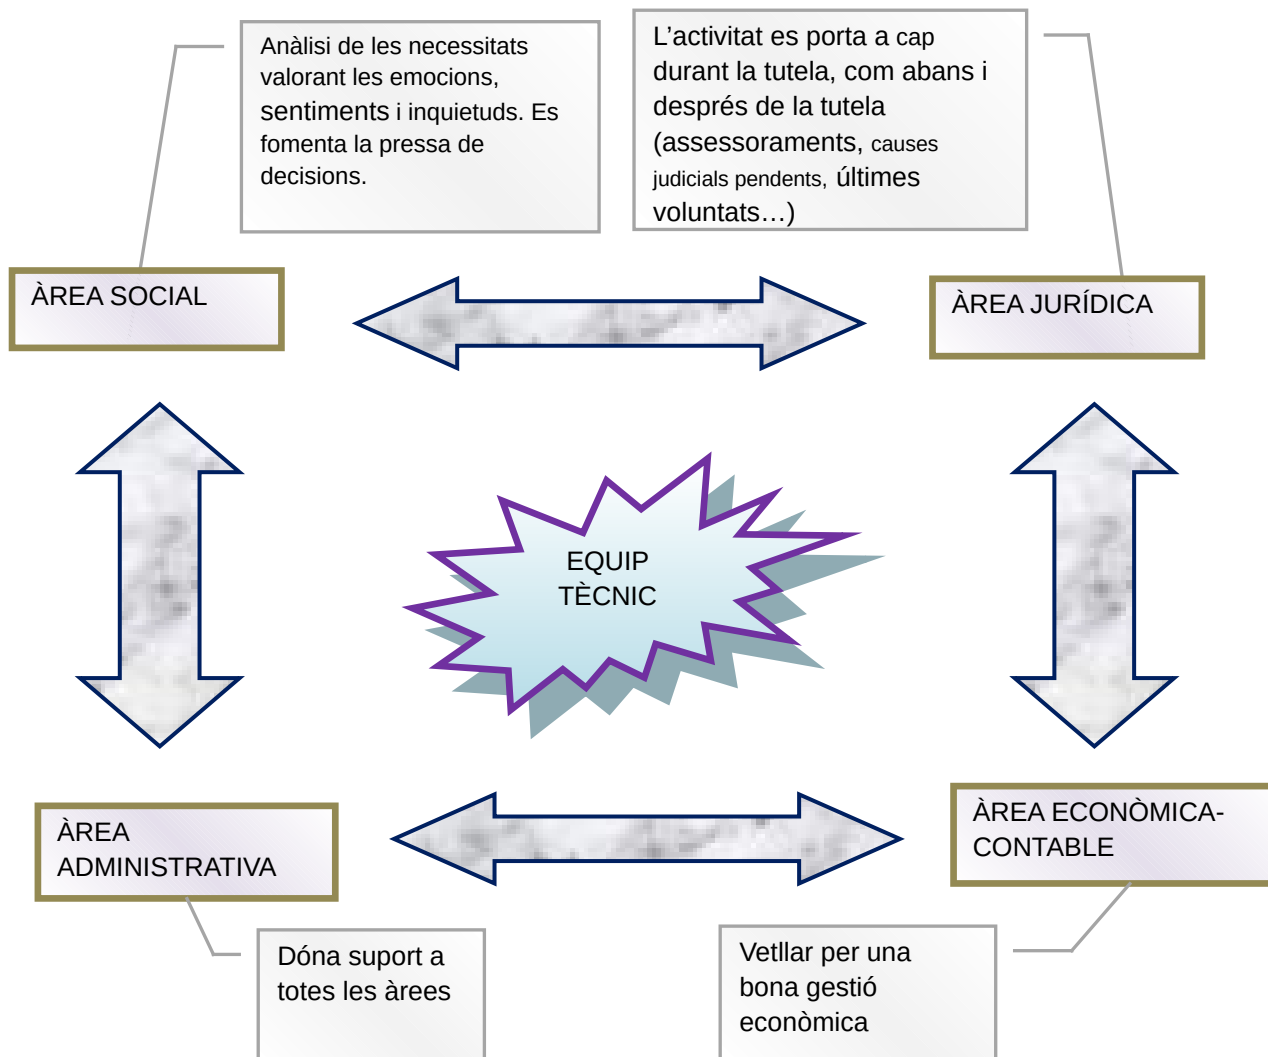 Anàlisi de les necessitats
valorant les emocions,
sentiments i inquietuds. Es
fomenta la pressa de
decisions.
L’activitat es porta a cap
durant la tutela, com abans i
després de la tutela
(assessoraments, causes
judicials pendents, últimes
voluntats…)
ÀREA SOCIAL
ÀREA JURÍDICA
EQUIP
TÈCNIC
ÀREA
ADMINISTRATIVA
ÀREA ECONÒMICA-
CONTABLE
Dóna suport a
totes les àrees
Vetllar per una
bona gestió
econòmica